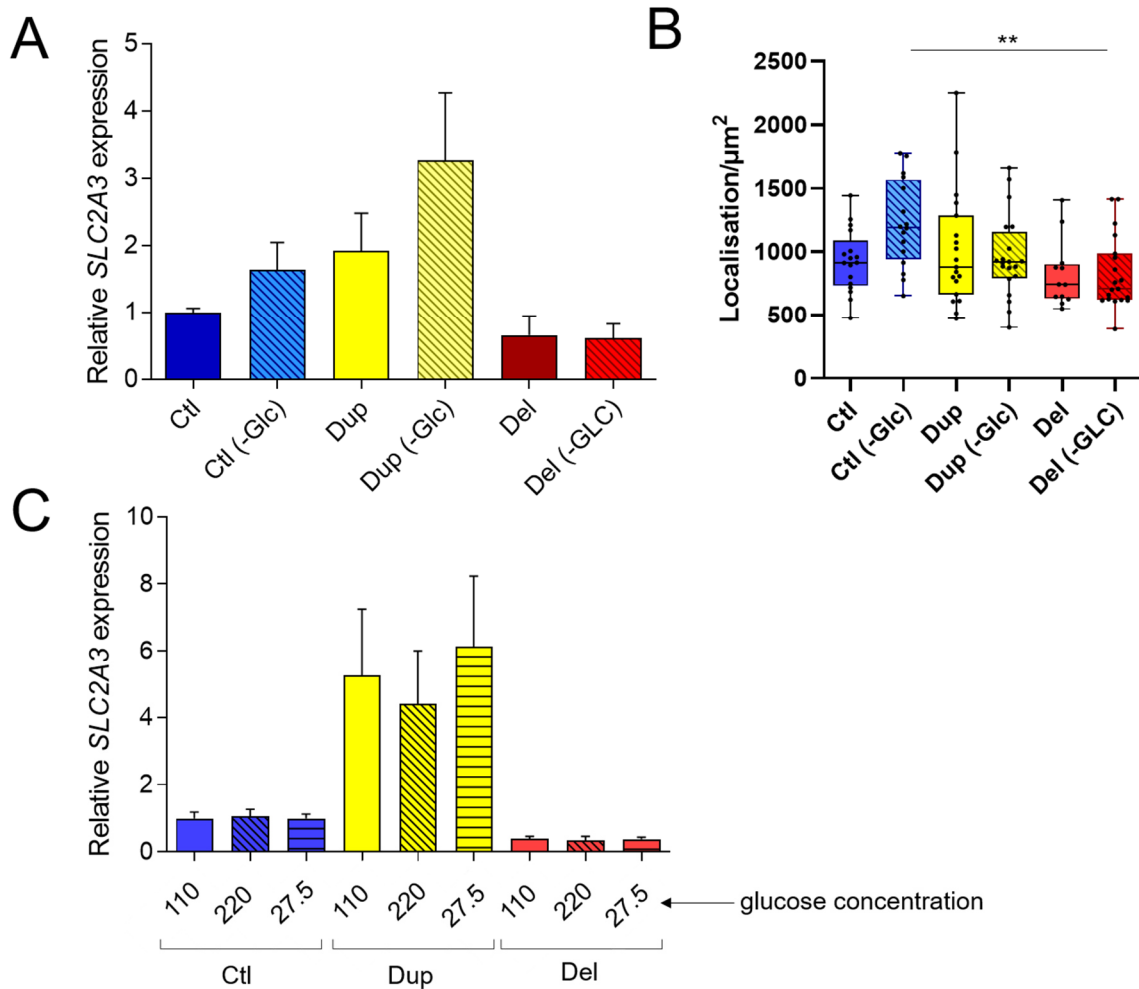 A
Relative SLC2A3 expression
5
4
3
2
1
0
Ctl
Ctl (-Glc)
Dup
Dup (-Glc)
Del
Del (-GLC)
B
**
Localisation/µm²
2500
2000
1500
1000
500
0
Ctl
Ctl (-Glc)
Dup
Dup (-Glc)
Del
Del (-GLC)
C
Relative SLC2A3 expression
10
8
6
4
2
0
110
220
27.5
110
220
27.5
110
220
27.5
glucose concentration
Ctl
Dup
Del